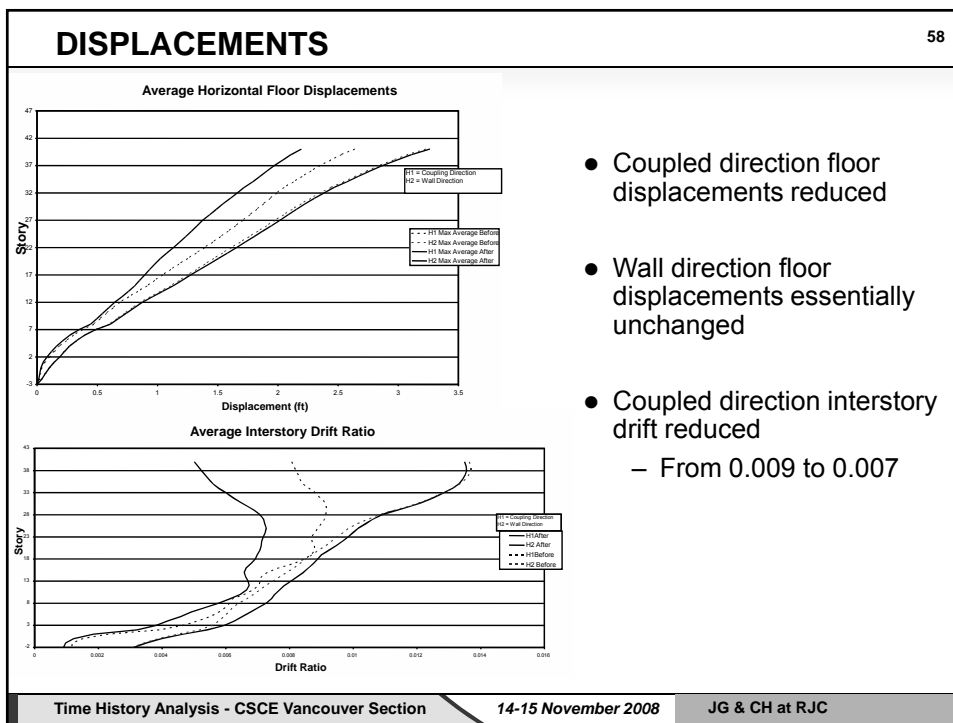 DISPLACEMENTS
58
Average Horizontal Floor Displacements
47
42
37
32
27
22
17
12
7
2
-3
Story
0 0.5 1 1.5 2 2.5 3 3.5
Displacement (ft)
H1 = Coupling Direction
H2 = Wall Direction
H1 Max Average Before
H2 Max Average Before
H1 Max Average After
H2 Max Average After
Average Interstory Drift Ratio
43
38
33
28
23
18
13
8
3
-2
Story
0 0.002 0.004 0.006 0.008 0.01 0.012 0.014 0.016
Drift Ratio
H1 = Coupling Direction
H2 = Wall Direction
H1After
H2 After
H1Before
H2 Before
● Coupled direction floor
displacements reduced
● Wall direction floor
displacements essentially
unchanged
● Coupled direction interstory
drift reduced
– From 0.009 to 0.007
Time History Analysis - CSCE Vancouver Section
14-15 November 2008
JG & CH at RJC